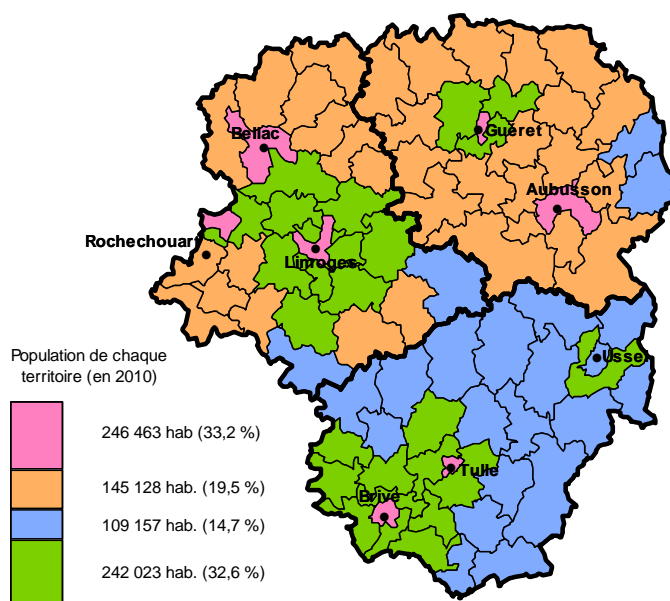 Bellac
Guéret
Aubusson
Rochechouart
Limoges
Ussel
Population de chaque
territoire (en 2010)
246 463 hab (33,2 %)
145 128 hab. (19,5 %)
109 157 hab. (14,7 %)
242 023 hab. (32,6 %)
Tulle
Brive